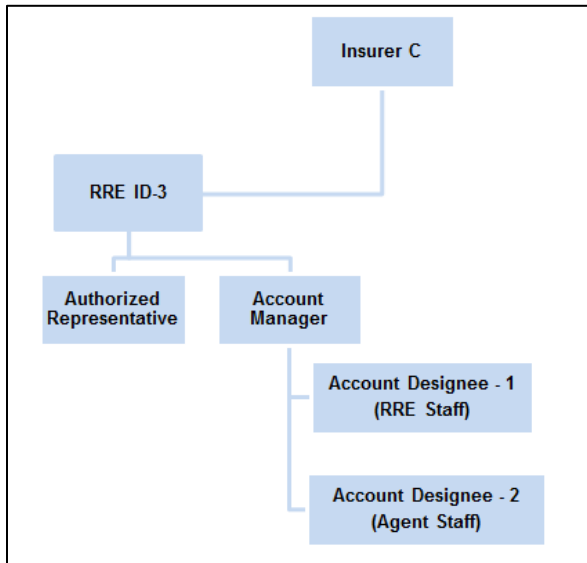 Insurer C
RRE ID-3
Authorized
Representative
Account
Manager
Account Designee - 1
(RRE Staff)
Account Designee - 2
(Agent Staff)